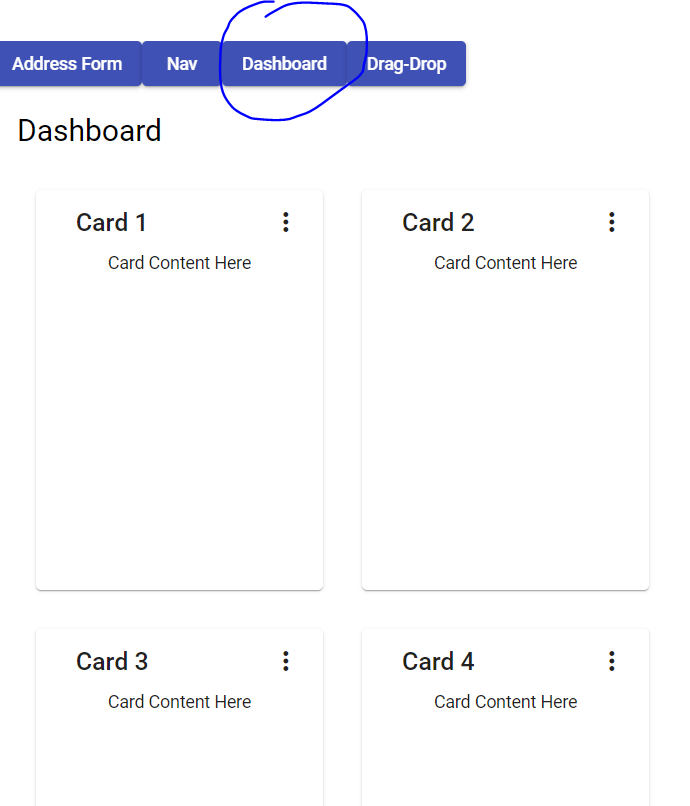 Address Form Nav Dashboard Drag-Drop
Dashboard
Card 1 Card 2
Card Content Here Card Content Here
Card 3 Card 4
Card Content Here Card Content Here